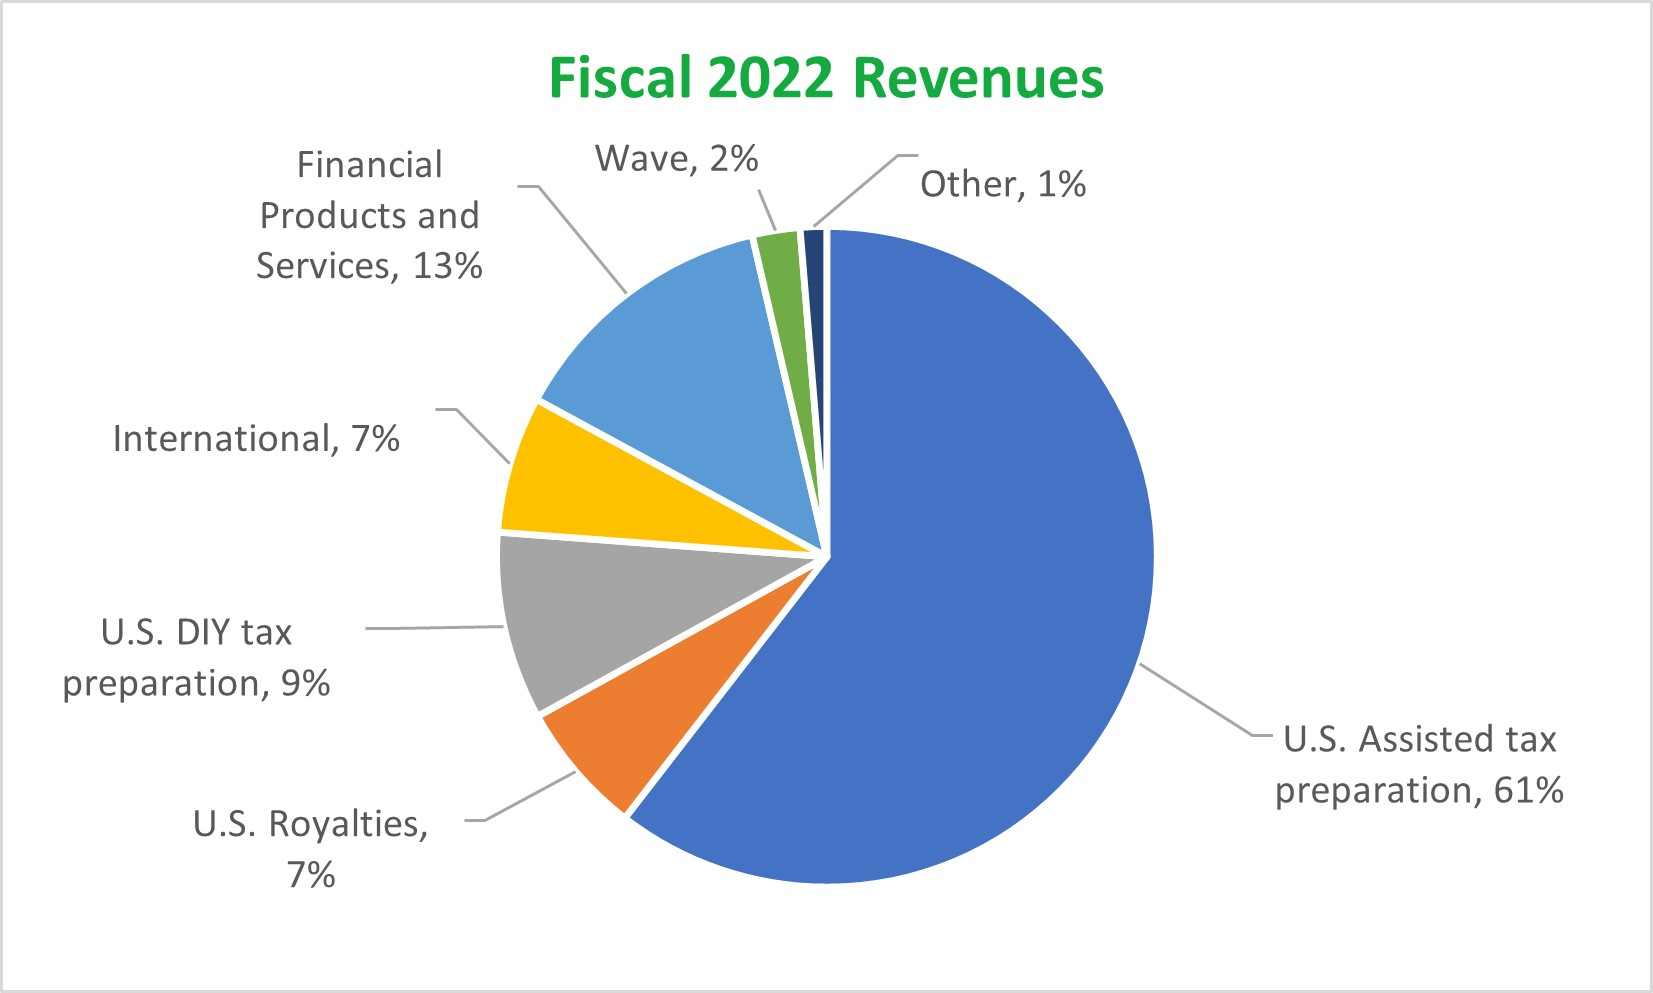 Fiscal 2022 Revenues
Financial
Products and
Services, 13%
Wave, 2%
Other, 1%
International, 7%
U.S. DIY tax
preparation, 9%
U.S. Royalties,
7%
U.S. Assisted tax
preparation, 61%